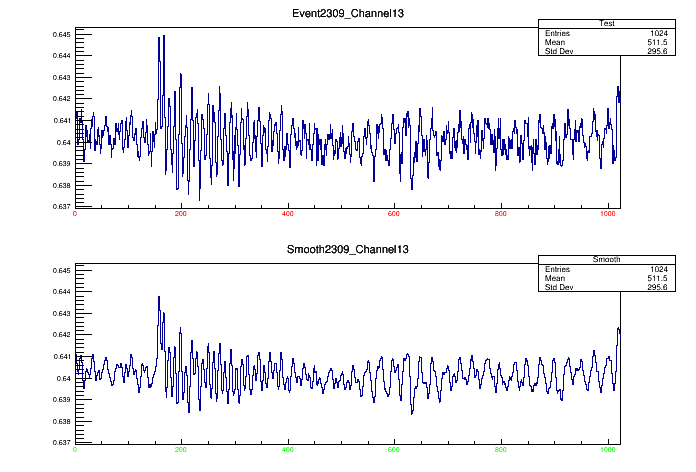 Event2309_Channel13
Test
Entries 1024
Mean 511.5
Std Dev 295.6
0.645
0.644
0.643
0.642
0.641
0.64
0.639
0.638
0.637
0 200 400 600 800 1000
Smooth2309_Channel13
Smooth
Entries 1024
Mean 511.5
Std Dev 295.6
0.645
0.644
0.643
0.642
0.641
0.64
0.639
0.638
0.637
0 200 400 600 800 1000